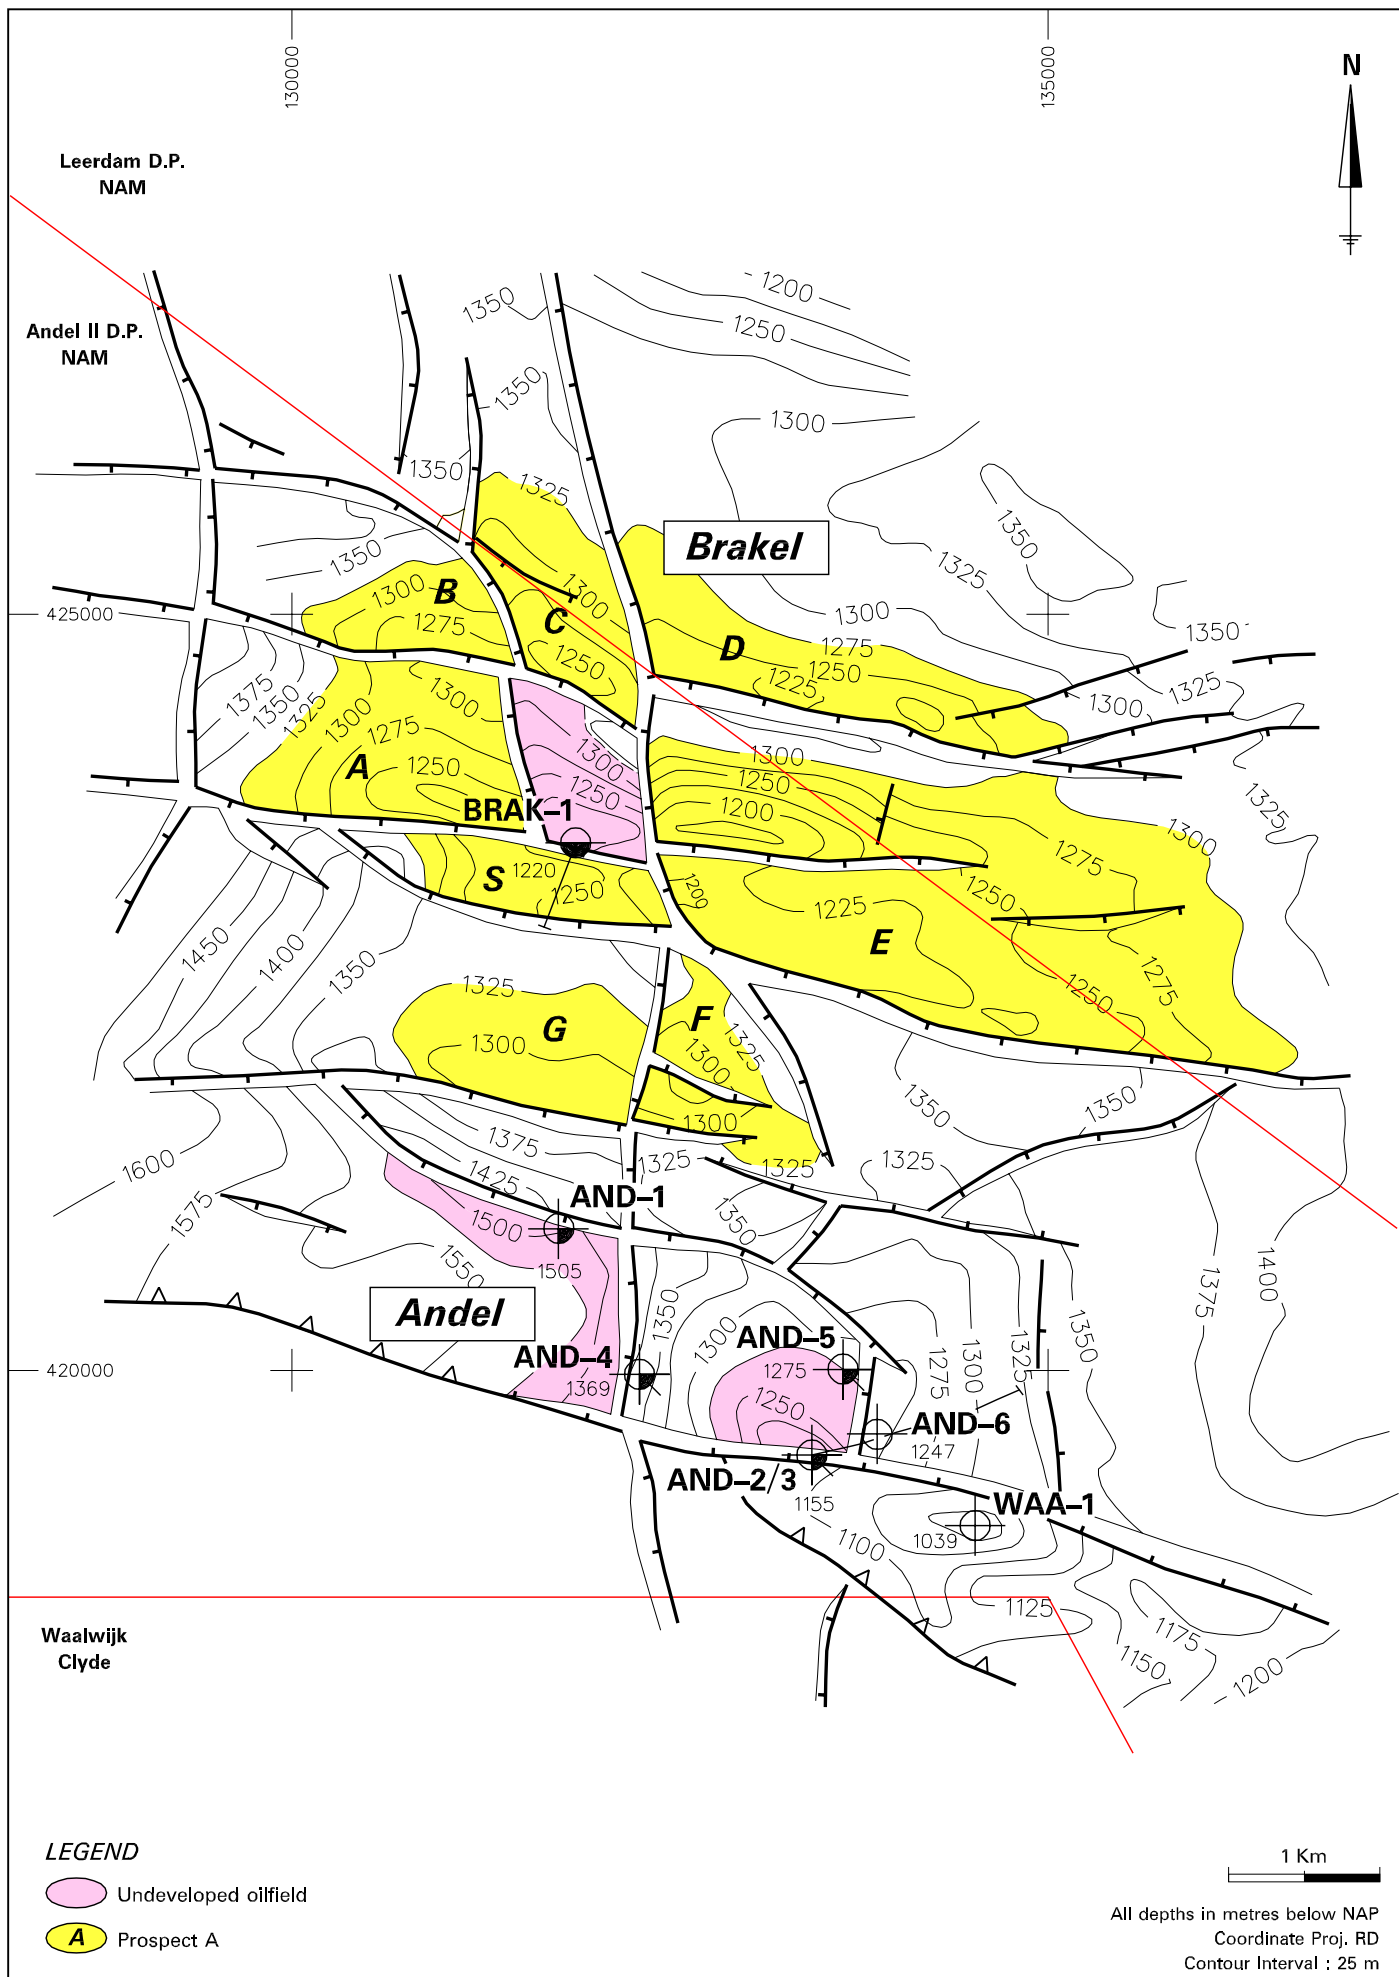 130000
135000
N
Leerdam D.P.
NAM
Andel II D.P.
NAM
1200
1350
1250
1350
1300
1350
1325
1350
Brakel
1350
1325
B
1300
1300
C
1300
425000
1275
D
1275
1350
1250
1250
1225
1325
1375
1350
1325
1300
1300
1300
1275
1300
1300
A
1250
1250
1250
BRAK-1
1200
1325
1300
1275
S
1220
1250
1200
1250
1225
E
1450
1400
1350
1325
1275
1250
G
F
1325
1300
1300
1350
1350
1300
1375
1600
1425
1325
1325
1325
AND-1
1575
1500
1350
1505
1550
1400
1375
Andel
1350
1300
AND-5
1350
1325
AND-4
1275
1275
1300
420000
1369
1250
AND-6
1247
AND-2/3
1155
WAA-1
1100
1039
1125
Waalwijk
Clyde
1175
1150
1200
LEGEND
Undeveloped oilfield
A Prospect A
1 Km
All depths in metres below NAP
Coordinate Proj. RD
Contour Interval : 25 m